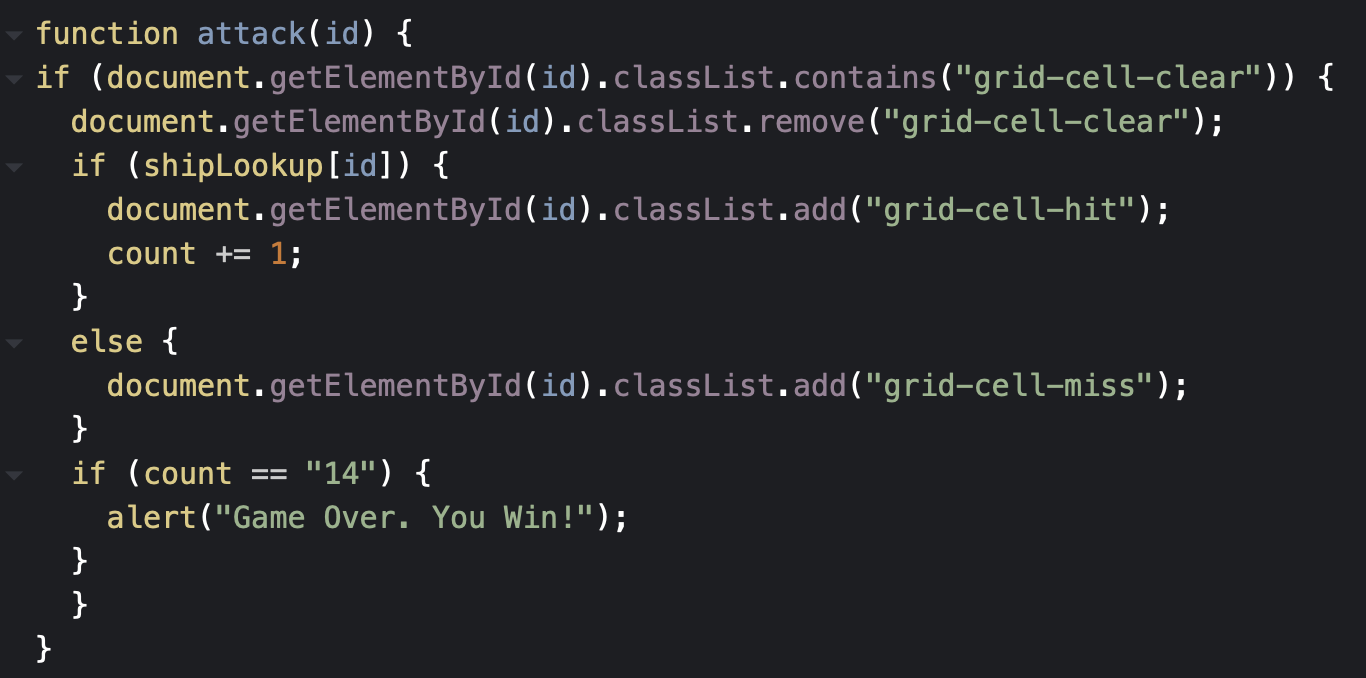 function attack(id) {
if (document.getElementById(id).classList.contains("grid-cell-clear")) {
document.getElementById(id).classList.remove("grid-cell-clear");
if (shipLookup[id]) {
document.getElementById(id).classList.add("grid-cell-hit");
count += 1;
}
else {
document.getElementById(id).classList.add("grid-cell-miss");
}
if (count == "14") {
alert("Game Over. You Win!");
}
}
}